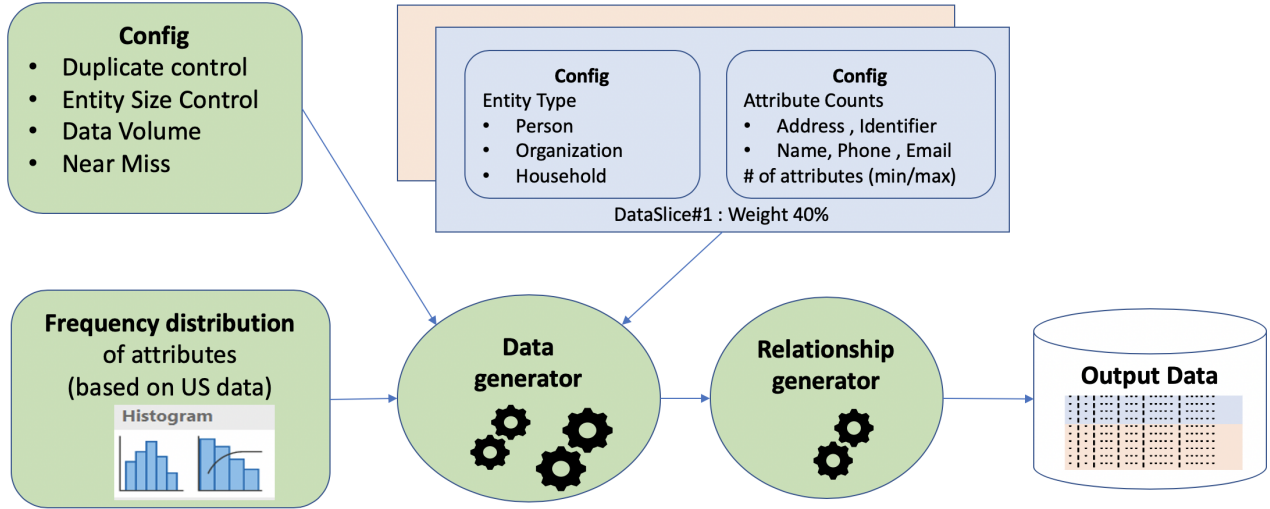 Config
• Duplicate control
• Entity Size Control
• Data Volume
• Near Miss
Config
Entity Type
• Person
• Organization
• Household
Config
Attribute Counts
• Address , Identifier
• Name, Phone , Email
# of attributes (min/max)
DataSlice#1 : Weight 40%
Frequency distribution
of attributes
(based on US data)
Histogram
Data
generator
Relationship
generator
Output Data